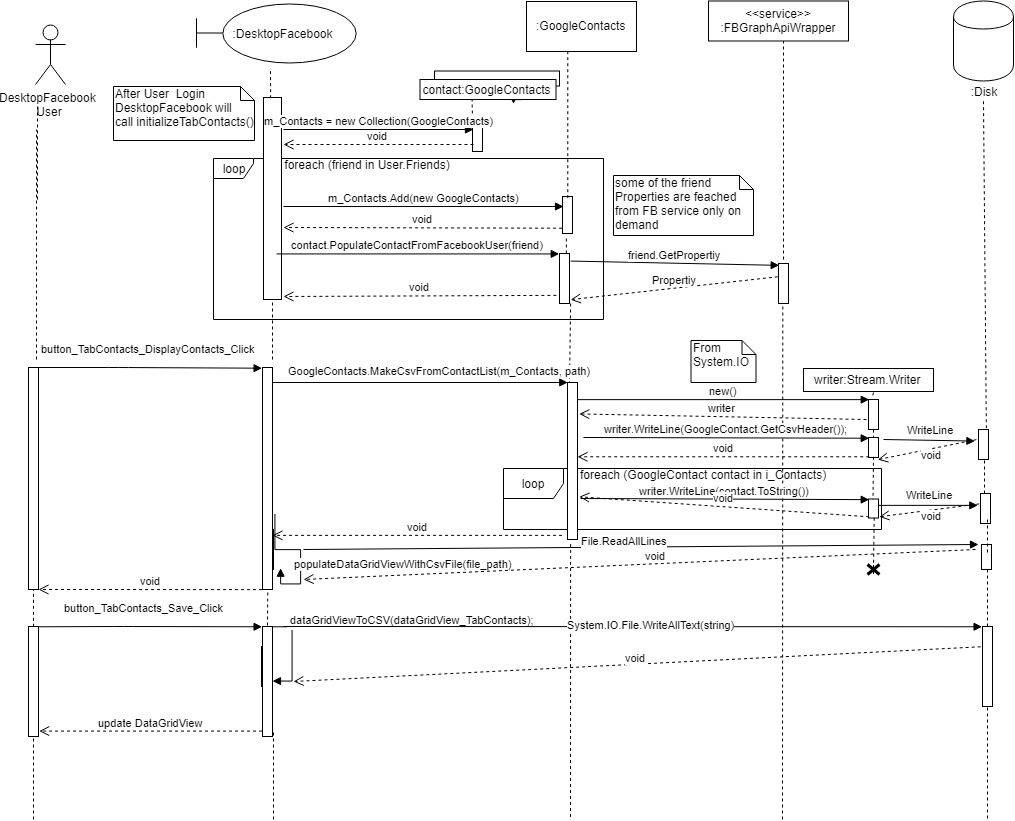 <<service>>
:FBGraphApiWrapper
:GoogleContacts
:DesktopFacebook
DesktopFacebook
User
:Disk
contact:GoogleContacts
After User  Login
DesktopFacebook will
call initializeTabContacts()
m_Contacts = new Collection(GoogleContacts)
void
loop
foreach (friend in User.Friends)
some of the friend
Properties are feached
from FB service only on
demand
m_Contacts.Add(new GoogleContacts)
void
contact.PopulateContactFromFacebookUser(friend)
friend.GetPropertiy
Propertiy
void
button_TabContacts_DisplayContacts_Click
From
System.IO
GoogleContacts.MakeCsvFromContactList(m_Contacts, path)
writer:Stream.Writer
new()
writer
writer.WriteLine(GoogleContact.GetCsvHeader());
WriteLine
void
void
loop
foreach (GoogleContact contact in i_Contacts)
writer.WriteLine(contact.ToString())
void
WriteLine
void
void
File.ReadAllLines
void
populateDataGridViewWithCsvFile(file_path)
void
button_TabContacts_Save_Click
dataGridViewToCSV(dataGridView_TabContacts);
System.IO.File.WriteAllText(string)
void
update DataGridView